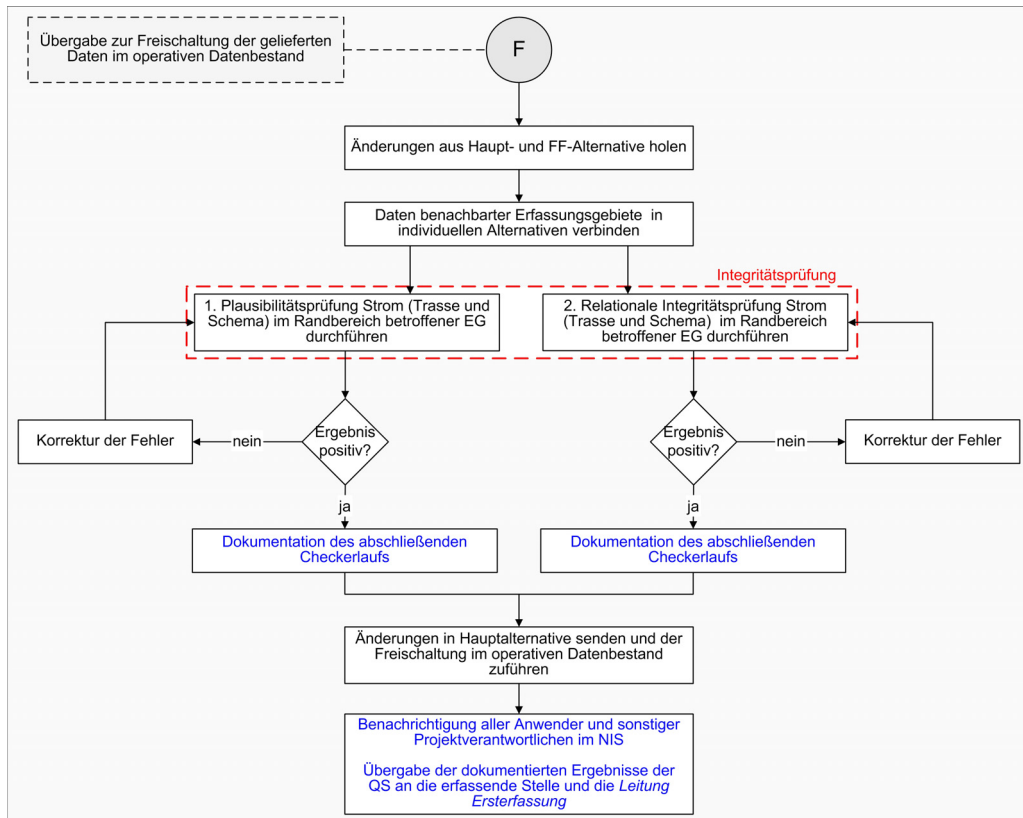 Übergabe zur Freischaltung der gelieferten
Daten im operativen Datenbestand
F
Änderungen aus Haupt- und FF-Alternative holen
Daten benachbarter Erfassungsgebiete in
individuellen Alternativen verbinden
Integritätsprüfung
1. Plausibilitätsprüfung Strom (Trasse und
Schema) im Randbereich betroffener EG
durchführen
2. Relationale Integritätsprüfung Strom
(Trasse und Schema) im Randbereich
betroffener EG durchführen
Korrektur der Fehler
nein
Ergebnis
positiv?
Ergebnis
positiv?
nein
Korrektur der Fehler
ja
ja
Dokumentation des abschließenden
Checkerlaufs
Dokumentation des abschließenden
Checkerlaufs
Änderungen in Hauptalternative senden und der
Freischaltung im operativen Datenbestand
zuführen
Benachrichtigung aller Anwender und sonstiger
Projektverantwortlichen im NIS
Übergabe der dokumentierten Ergebnisse der
QS an die erfassende Stelle und die Leitung
Ersterfassung